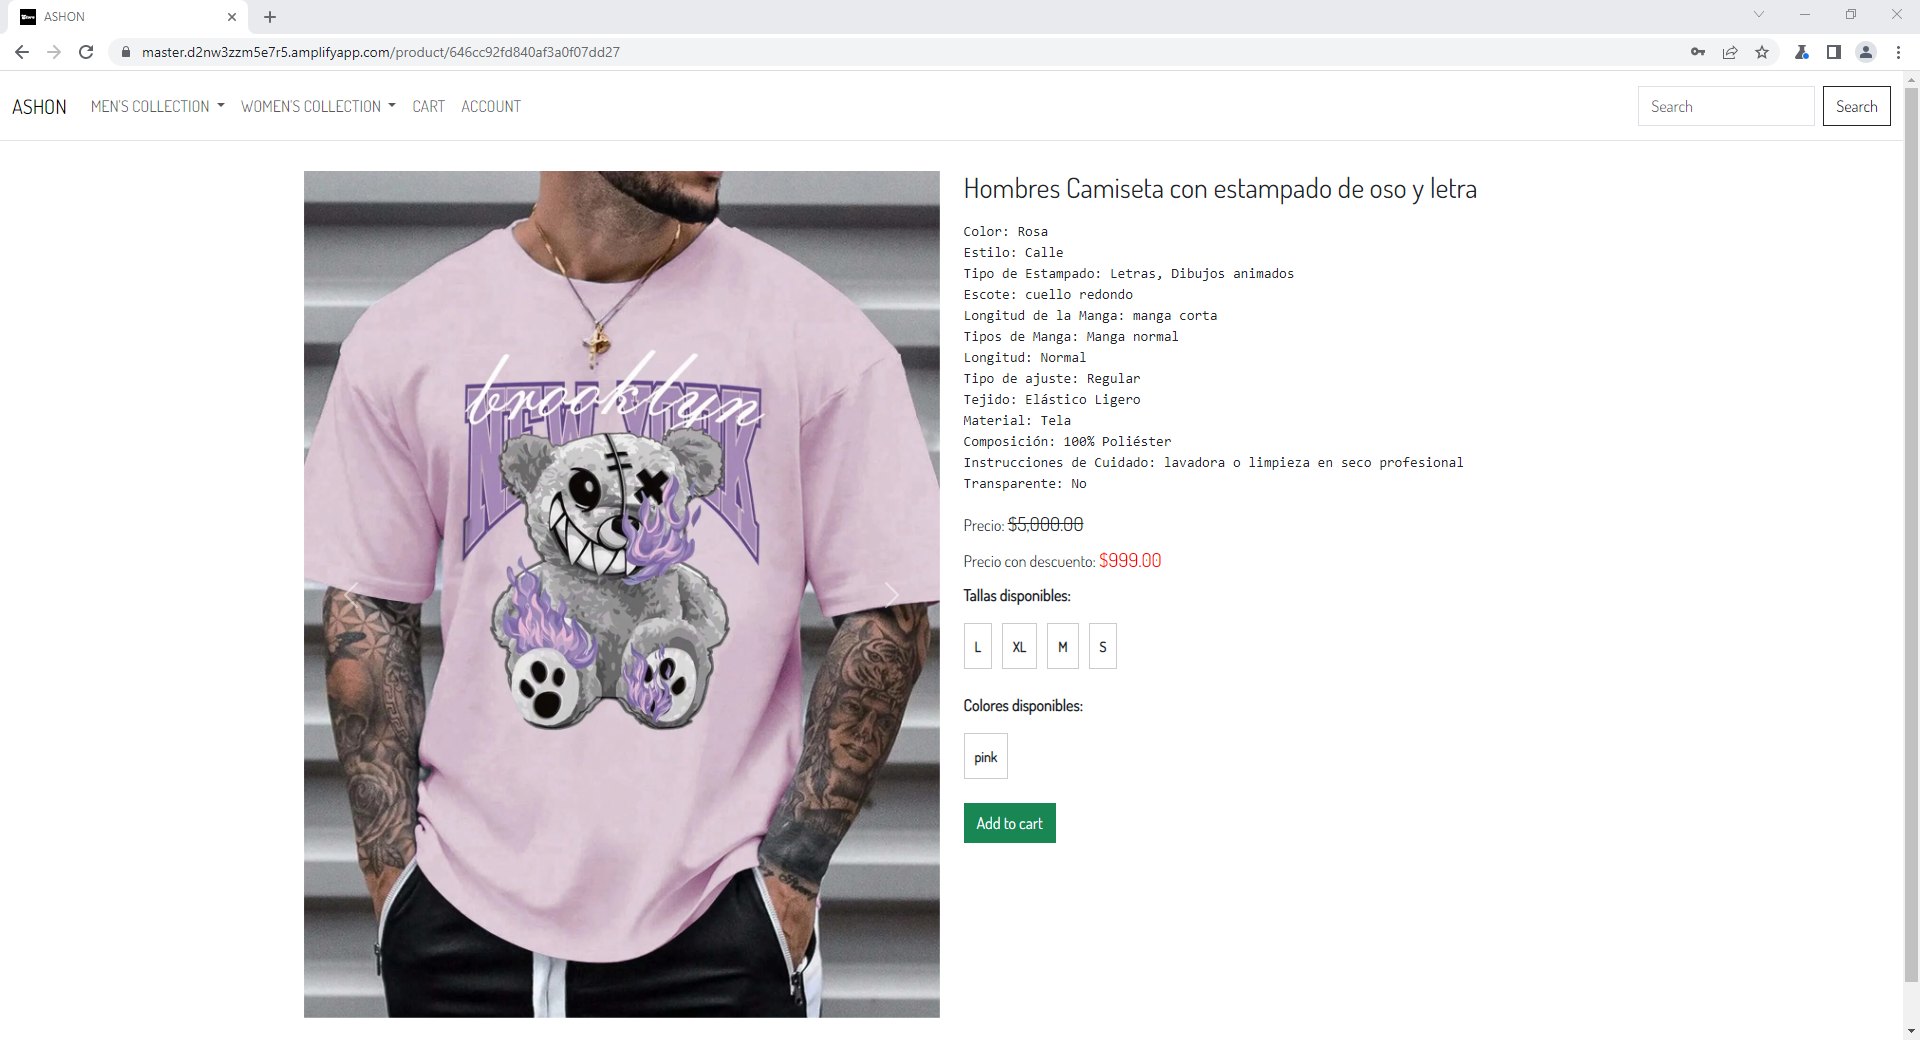 ASHON
master.d2nw3zzm5e7r5.amplifyapp.com/product/646cc92fd840af3a0f07dd27
ASHON MEN'S COLLECTION WOMEN'S COLLECTION CART ACCOUNT Search Search
brooklyn
NEW YORK
Hombres Camiseta con estampado de oso y letra
Color: Rosa
Estilo: Calle
Tipo de Estampado: Letras, Dibujos animados
Escote: cuello redondo
Longitud de la Manga: manga corta
Tipos de Manga: Manga normal
Longitud: Normal
Tipo de ajuste: Regular
Tejido: Elástico Ligero
Material: Tela
Composición: 100% Poliéster
Instrucciones de Cuidado: lavadora o limpieza en seco profesional
Transparente: No
Precio: $5,000.00
Precio con descuento: $999.00
Tallas disponibles:
L XL M S
Colores disponibles:
pink
Add to cart